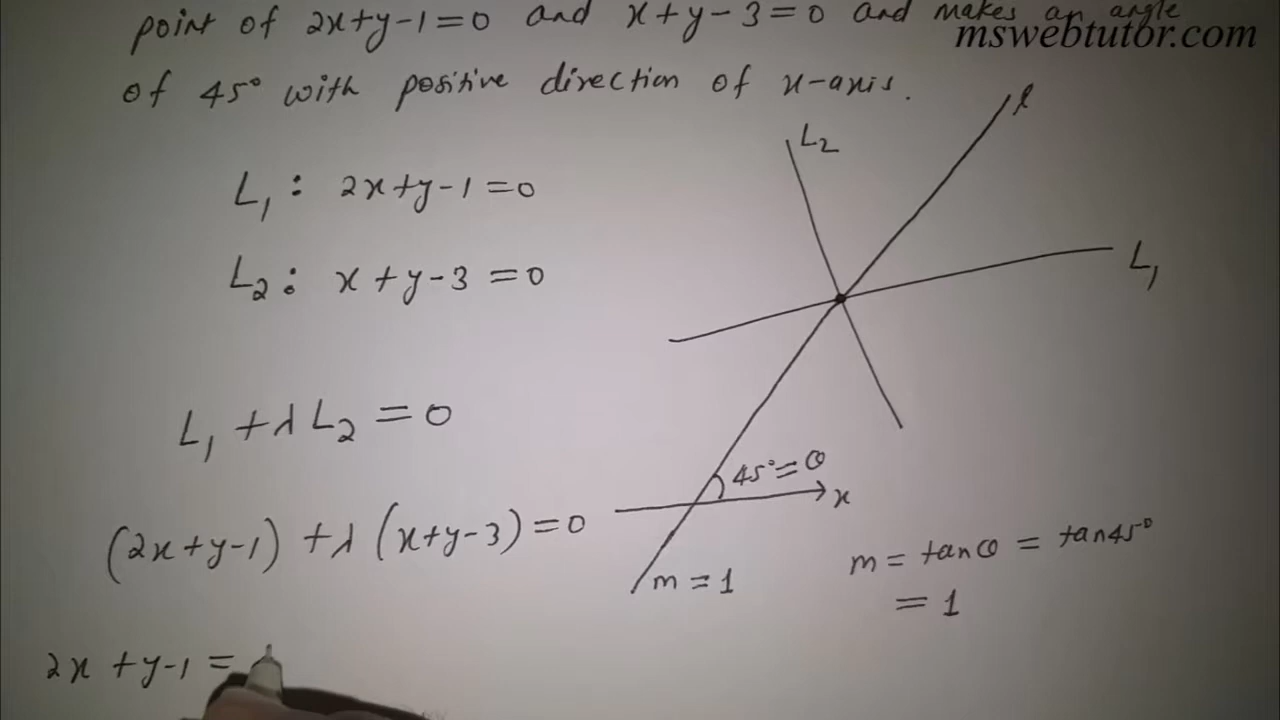 point of 2x+y-1=0 and x+y-3=0 and makes an angle
mswebtutor.com
of 45° with positive direction of x-axis.
L₂
l
L₁ : 2x+y-1=0
L₁
L₂ : x+y-3=0
L₁ +λ L₂ =0
45°=θ
x
(2x+y-1) +λ (x+y-3)=0
m = tanθ = tan45°
m = 1
= 1
2x +y-1 =